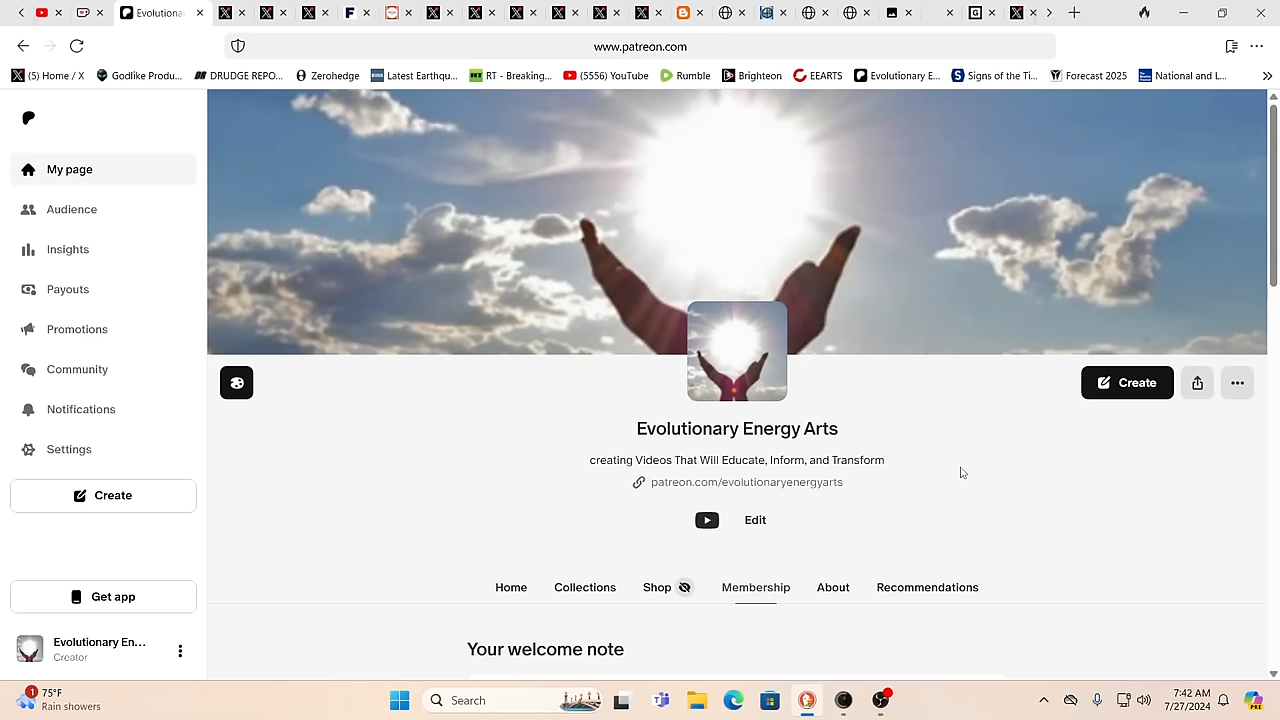 Evolutiona
www.patreon.com
(5) Home / X
Godlike Produ...
DRUDGE REPO...
Zerohedge
Latest Earthqu...
RT - Breaking...
(5556) YouTube
Rumble
Brighteon
EEARTS
Evolutionary E...
Signs of the Ti...
Forecast 2025
National and L...
My page
Audience
Insights
Payouts
Promotions
Community
Notifications
Settings
Create
Get app
Evolutionary En...
Creator
Create
Evolutionary Energy Arts
creating Videos That Will Educate, Inform, and Transform
patreon.com/evolutionaryenergyarts
Edit
Home Collections Shop Membership About Recommendations
Your welcome note
1
75°F
Rain showers
Search
7:42 AM
7/27/2024
PRE